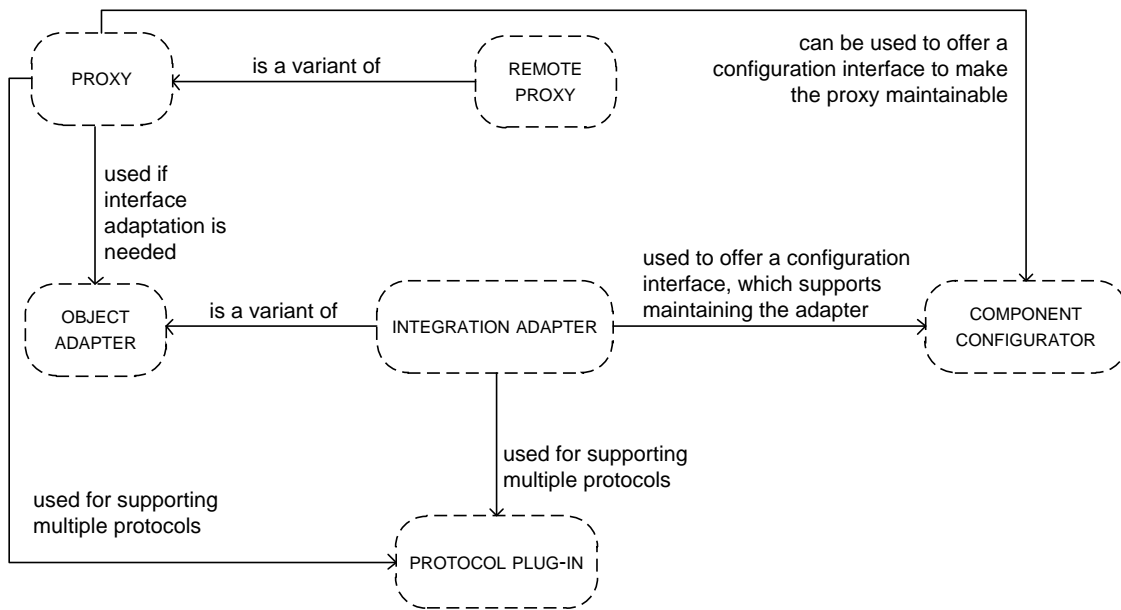 can be used to offer a
configuration interface to make
the proxy maintainable
PROXY
is a variant of
REMOTE
PROXY
used if
interface
adaptation is
needed
used to offer a configuration
interface, which supports
maintaining the adapter
OBJECT
ADAPTER
is a variant of
INTEGRATION ADAPTER
COMPONENT
CONFIGURATOR
used for supporting
multiple protocols
used for supporting
multiple protocols
PROTOCOL PLUG-IN